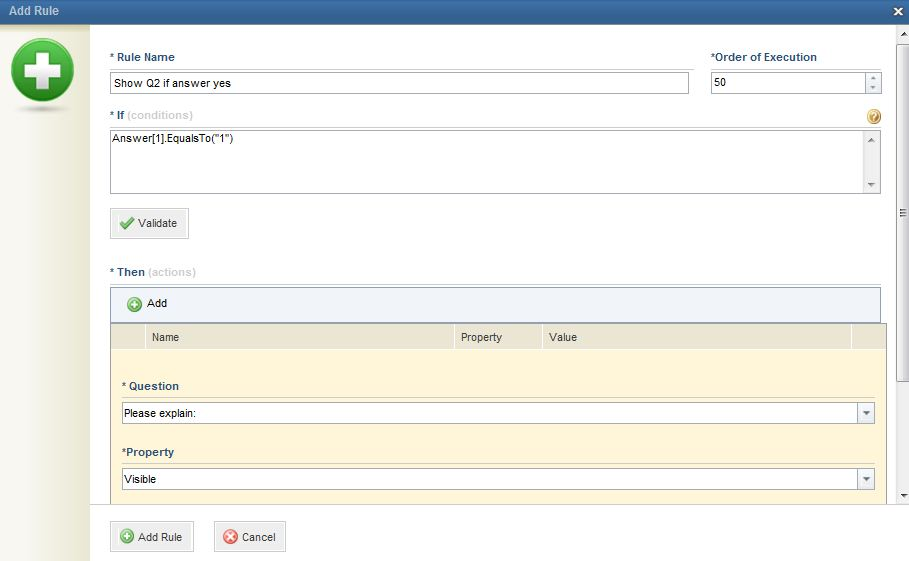 Add Rule
* Rule Name
*Order of Execution
Show Q2 if answer yes
50
* If (conditions)
Answer[1].EqualsTo("1")
Validate
* Then (actions)
Add
Name Property Value
* Question
Please explain:
*Property
Visible
Add Rule Cancel